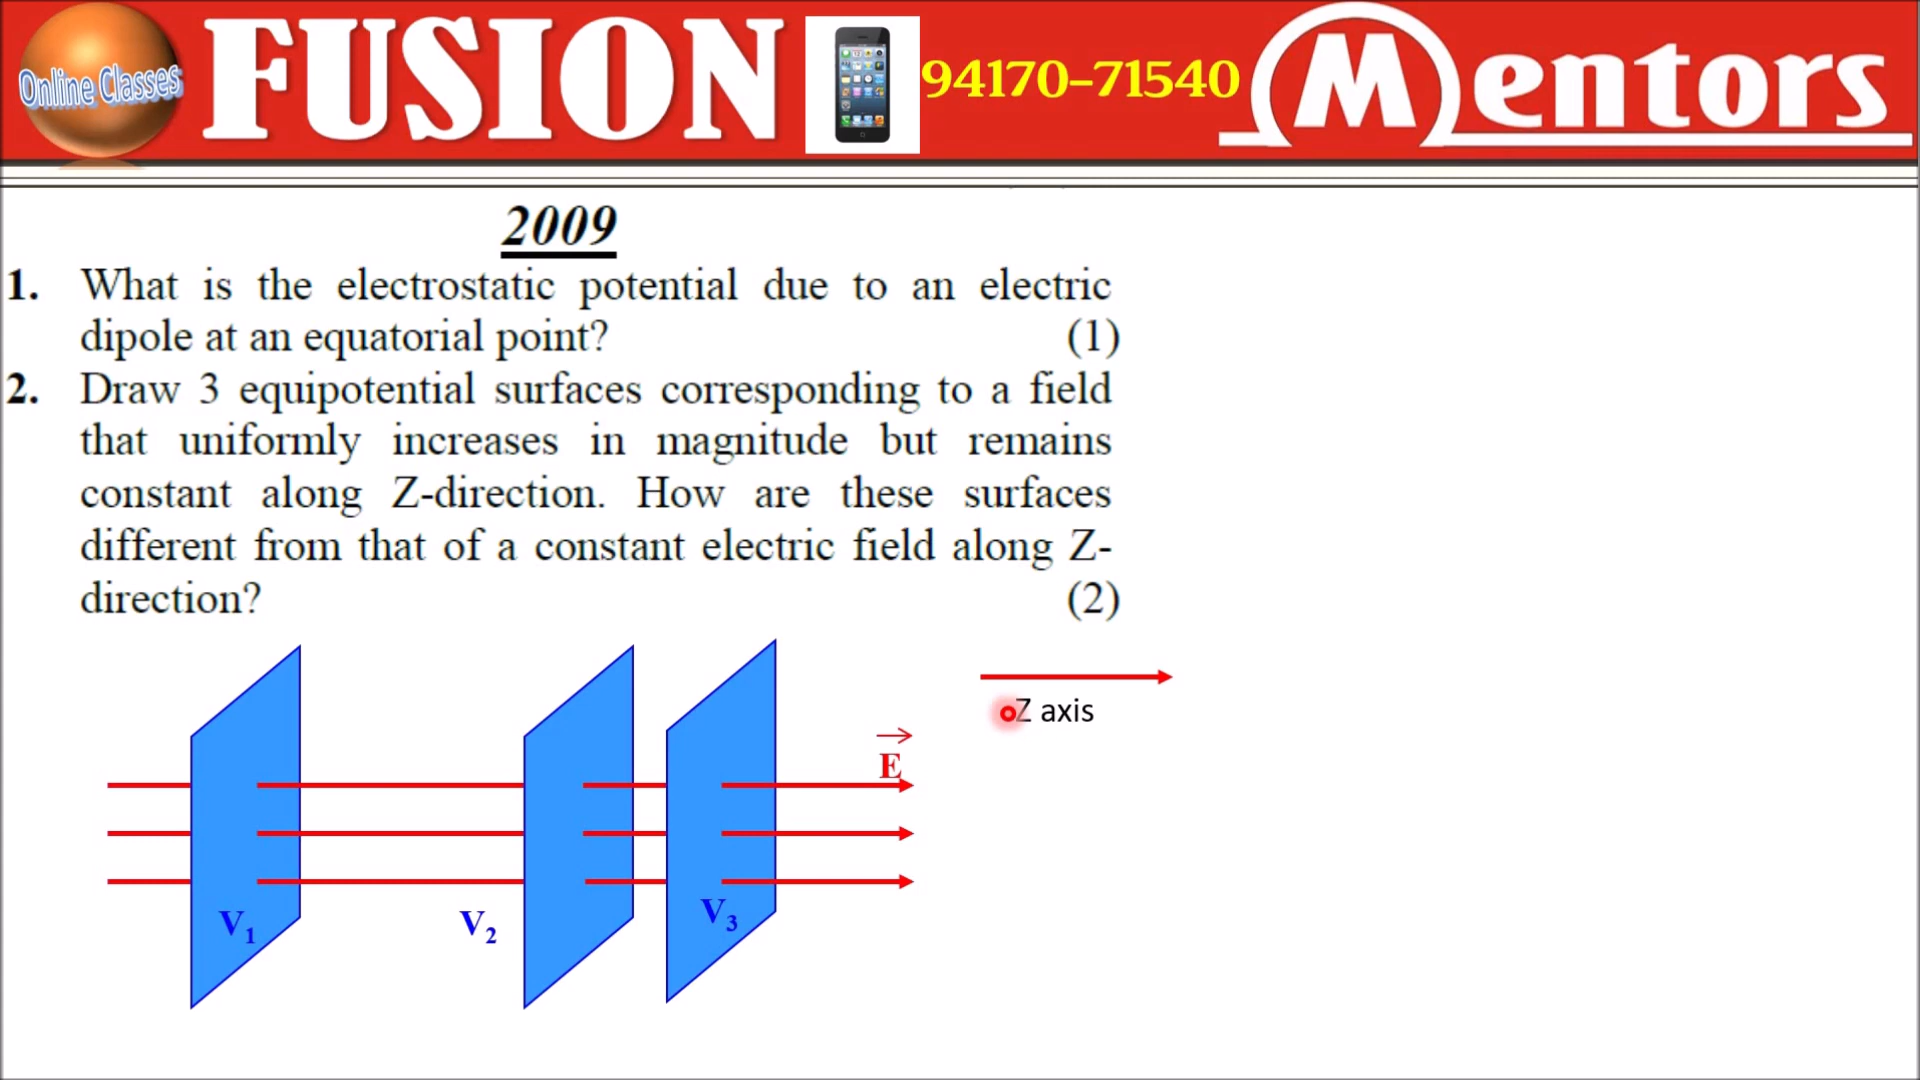 Online Classes FUSION 94170-71540 Mentors
2009
1. What is the electrostatic potential due to an electric
dipole at an equatorial point? (1)
2. Draw 3 equipotential surfaces corresponding to a field
that uniformly increases in magnitude but remains
constant along Z-direction. How are these surfaces
different from that of a constant electric field along Z-
direction? (2)
Z axis
E
V1
V2
V3